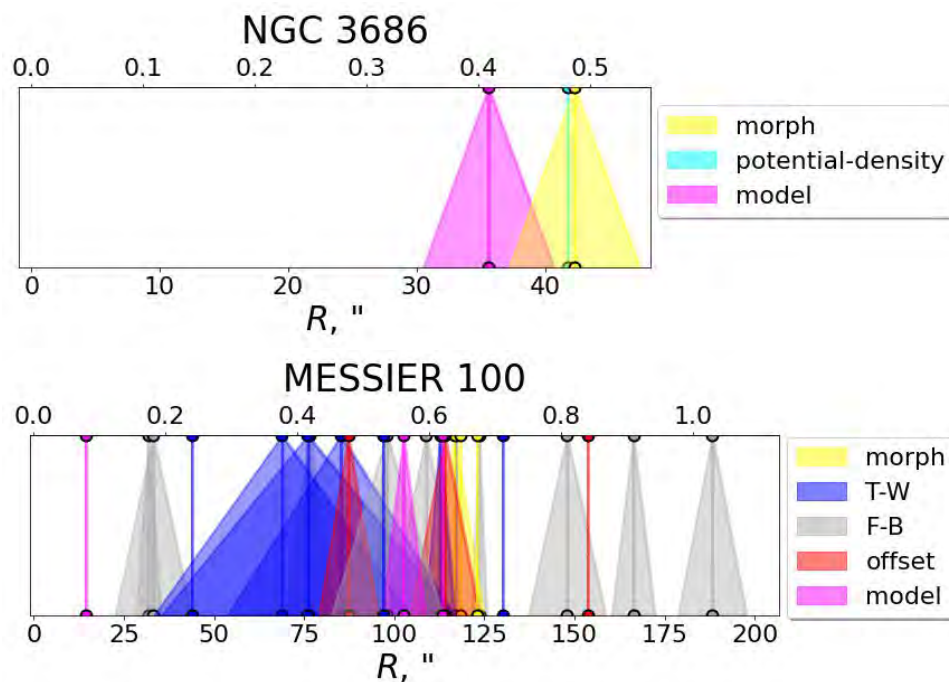 NGC 3686
0.0 0.1 0.2 0.3 0.4 0.5
morph
potential-density
model
0 10 20 30 40
R, "
MESSIER 100
0.0 0.2 0.4 0.6 0.8 1.0
morph
T-W
F-B
offset
model
0 25 50 75 100 125 150 175 200
R, "